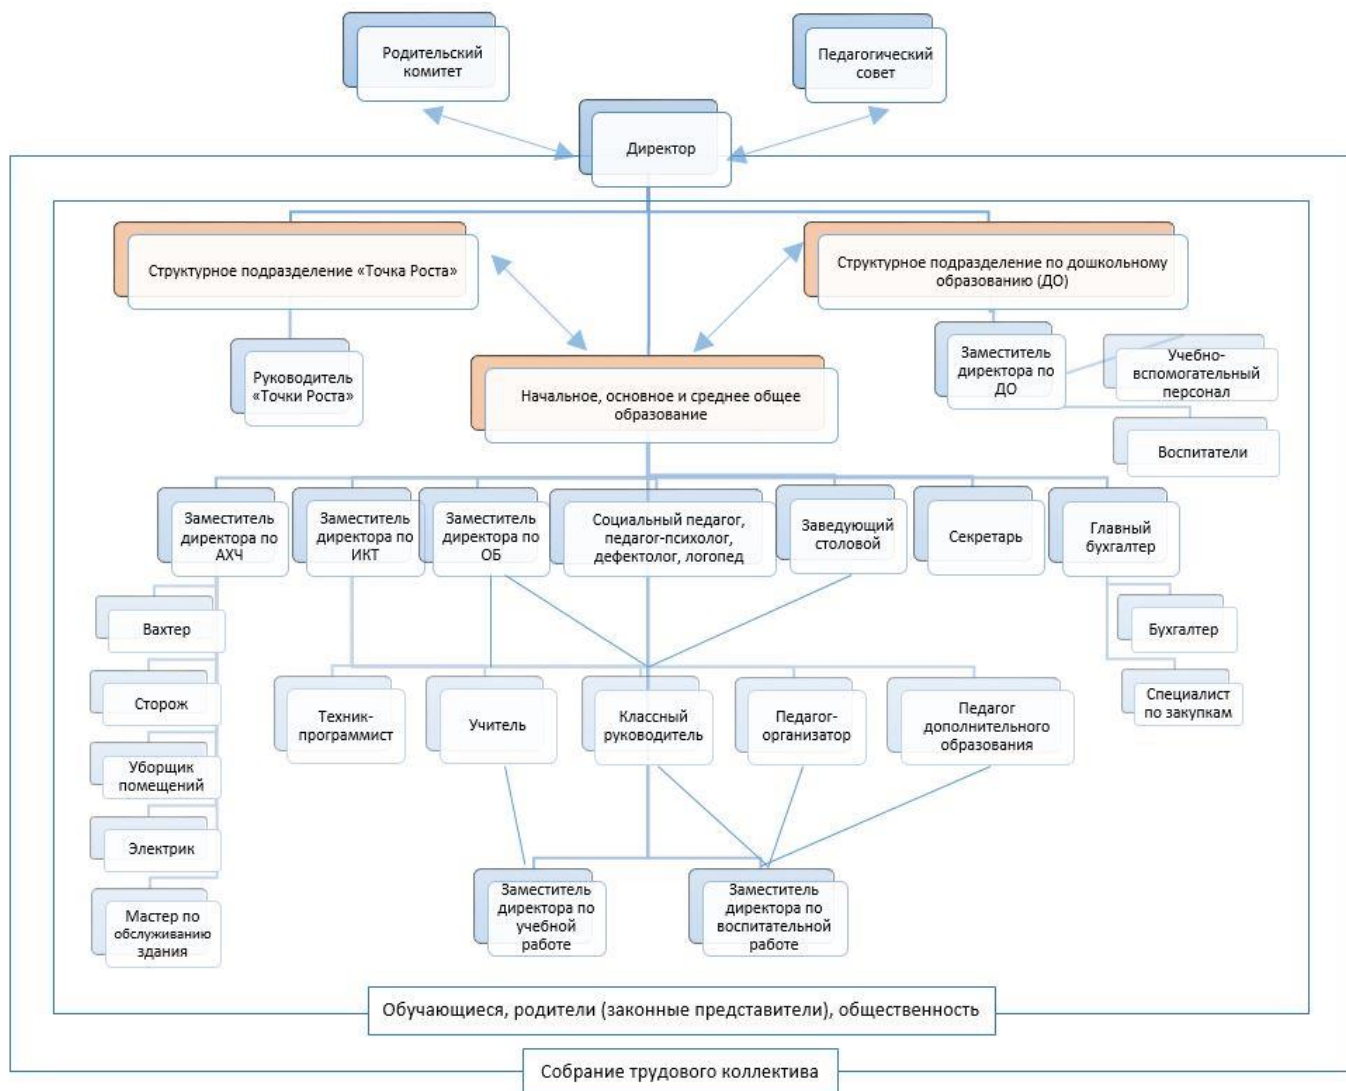 Родительский
комитет
Педагогический
совет
Директор
Структурное подразделение «Точка Роста»
Структурное подразделение по дошкольному
образованию (ДО)
Руководитель
«Точки Роста»
Заместитель
директора по
ДО
Учебно-
вспомогательный
персонал
Воспитатели
Начальное, основное и среднее общее
образование
Заместитель
директора по
АХЧ
Заместитель
директора по
ИКТ
Заместитель
директора по
ОБ
Социальный педагог,
педагог-психолог,
дефектолог, логопед
Заведующий
столовой
Секретарь
Главный
бухгалтер
Вахтер
Сторож
Уборщик
помещений
Электрик
Мастер по
обслуживанию
здания
Бухгалтер
Специалист
по закупкам
Техник-
программист
Учитель
Классный
руководитель
Педагог-
организатор
Педагог
дополнительного
образования
Заместитель
директора по
учебной
работе
Заместитель
директора по
воспитательной
работе
Обучающиеся, родители (законные представители), общественность
Собрание трудового коллектива